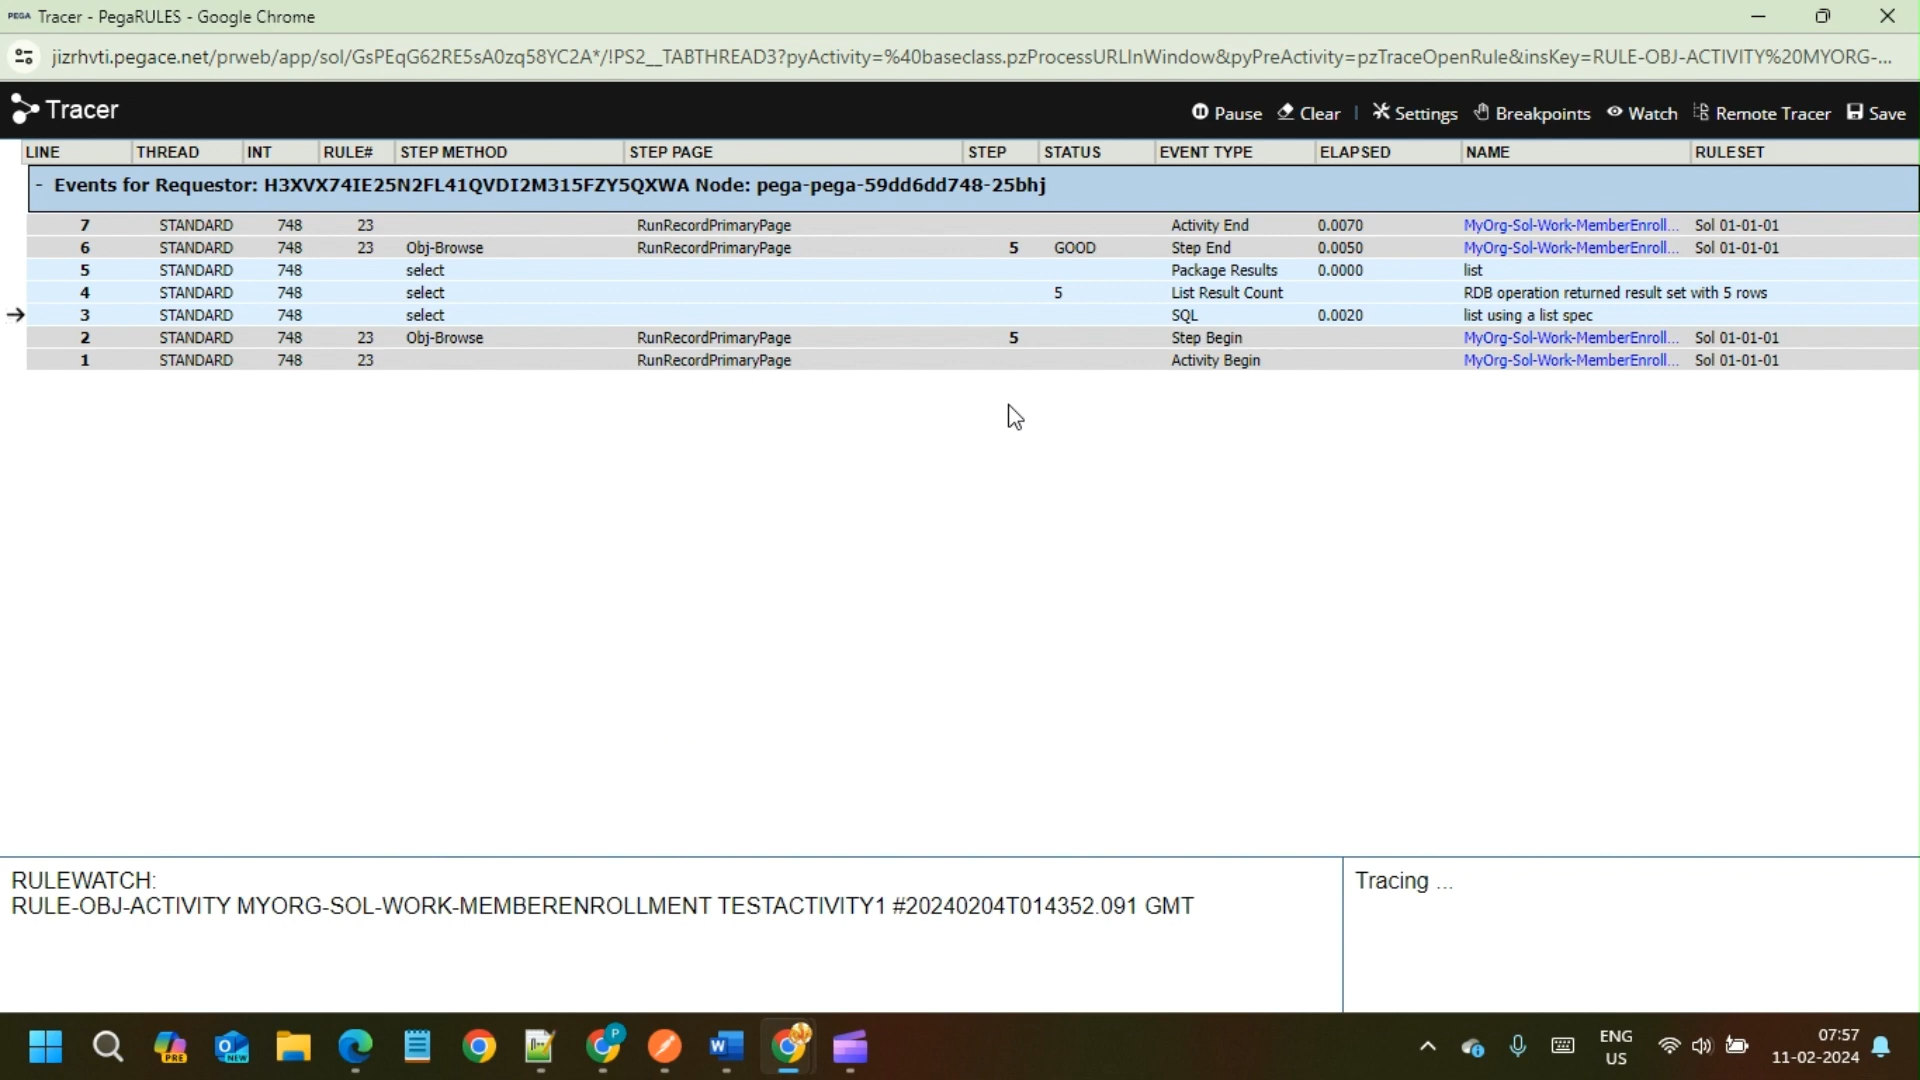 PEGA Tracer - PegaRULES - Google Chrome
jizrhvti.pegace.net/prweb/app/sol/GsPEqG62RE5sA0zq58YC2A*/!PS2__TABTHREAD3?pyActivity=%40baseclass.pzProcessURLInWindow&pyPreActivity=pzTraceOpenRule&insKey=RULE-OBJ-ACTIVITY%20MYORG-...
Tracer Pause Clear | Settings Breakpoints Watch Remote Tracer Save
LINE THREAD INT RULE# STEP METHOD STEP PAGE STEP STATUS EVENT TYPE ELAPSED NAME RULESET
- Events for Requestor: H3XVX74IE25N2FL41QVDI2M315FZY5QXWA Node: pega-pega-59dd6dd748-25bhj
7 STANDARD 748 23 RunRecordPrimaryPage Activity End 0.0070 MyOrg-Sol-Work-MemberEnroll... Sol 01-01-01
6 STANDARD 748 23 Obj-Browse RunRecordPrimaryPage 5 GOOD Step End 0.0050 MyOrg-Sol-Work-MemberEnroll... Sol 01-01-01
5 STANDARD 748 select Package Results 0.0000 list
4 STANDARD 748 select 5 List Result Count RDB operation returned result set with 5 rows
3 STANDARD 748 select SQL 0.0020 list using a list spec
2 STANDARD 748 23 Obj-Browse RunRecordPrimaryPage 5 Step Begin MyOrg-Sol-Work-MemberEnroll... Sol 01-01-01
1 STANDARD 748 23 RunRecordPrimaryPage Activity Begin MyOrg-Sol-Work-MemberEnroll... Sol 01-01-01
RULEWATCH:
RULE-OBJ-ACTIVITY MYORG-SOL-WORK-MEMBERENROLLMENT TESTACTIVITY1 #20240204T014352.091 GMT
Tracing ...
PRE
NEW
P
ENG
US
07:57
11-02-2024